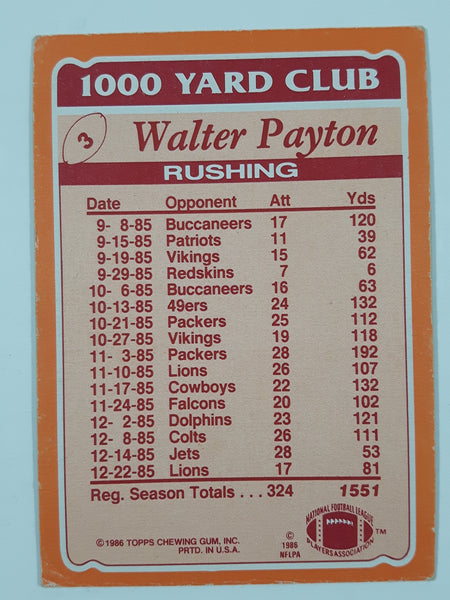 1000 YARD CLUB
3 Walter Payton
RUSHING
Date Opponent Att Yds
9- 8-85 Buccaneers 17 120
9-15-85 Patriots 11 39
9-19-85 Vikings 15 62
9-29-85 Redskins 7 6
10- 6-85 Buccaneers 16 63
10-13-85 49ers 24 132
10-21-85 Packers 25 112
10-27-85 Vikings 19 118
11- 3-85 Packers 28 192
11-10-85 Lions 26 107
11-17-85 Cowboys 22 132
11-24-85 Falcons 20 102
12- 2-85 Dolphins 23 121
12- 8-85 Colts 26 111
12-14-85 Jets 28 53
12-22-85 Lions 17 81
Reg. Season Totals . . . 324 1551
© 1986 TOPPS CHEWING GUM, INC.
PRTD. IN U.S.A.
©
1986
NFLPA
NATIONAL FOOTBALL LEAGUE
PLAYERS ASSOCIATION
TM